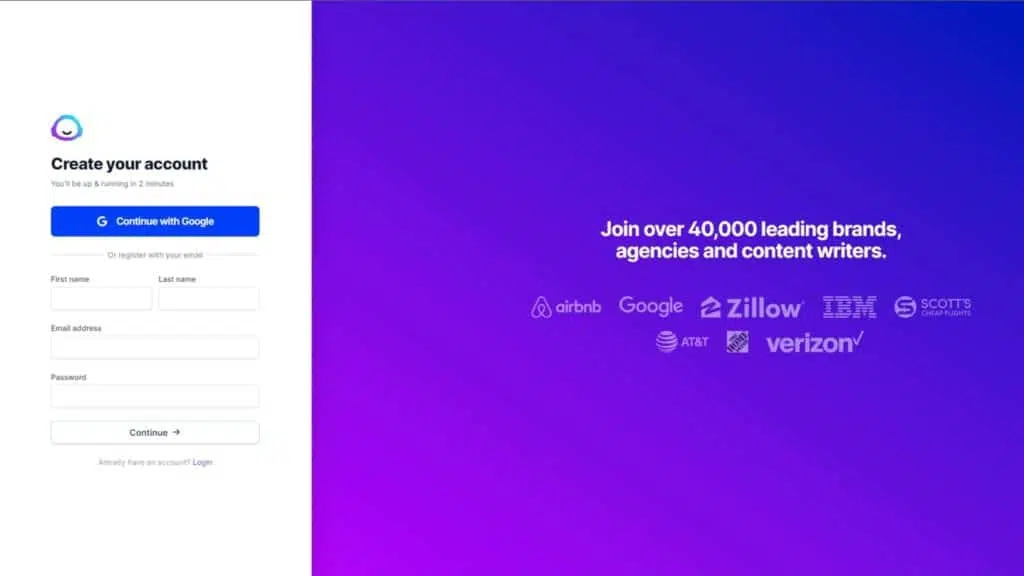 Create your account
You'll be up & running in 2 minutes
G Continue with Google
Or register with your email
First name Last name
Email address
Password
Continue →
Already have an account? Login
Join over 40,000 leading brands,
agencies and content writers.
airbnb Google Zillow IBM SCOTT'S
CHEAP FLIGHTS
AT&T verizon✓